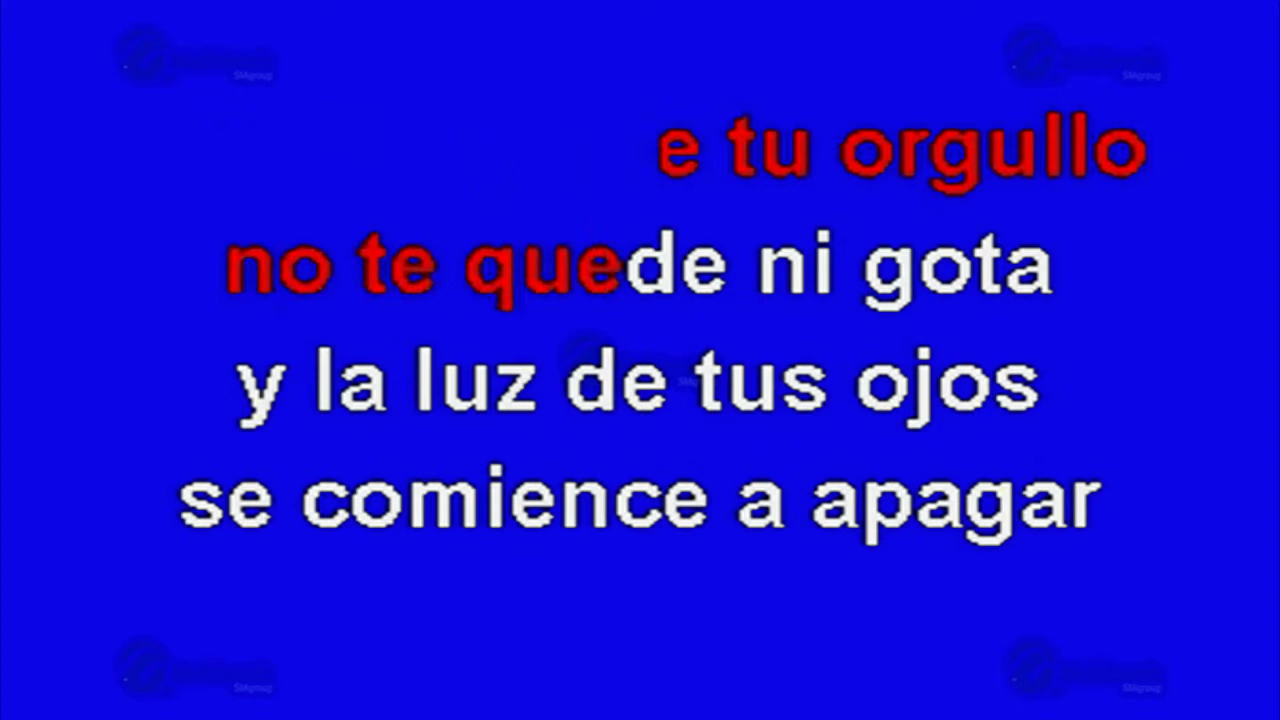 e tu orgullo
no te quede ni gota
y la luz de tus ojos
se comience a apagar